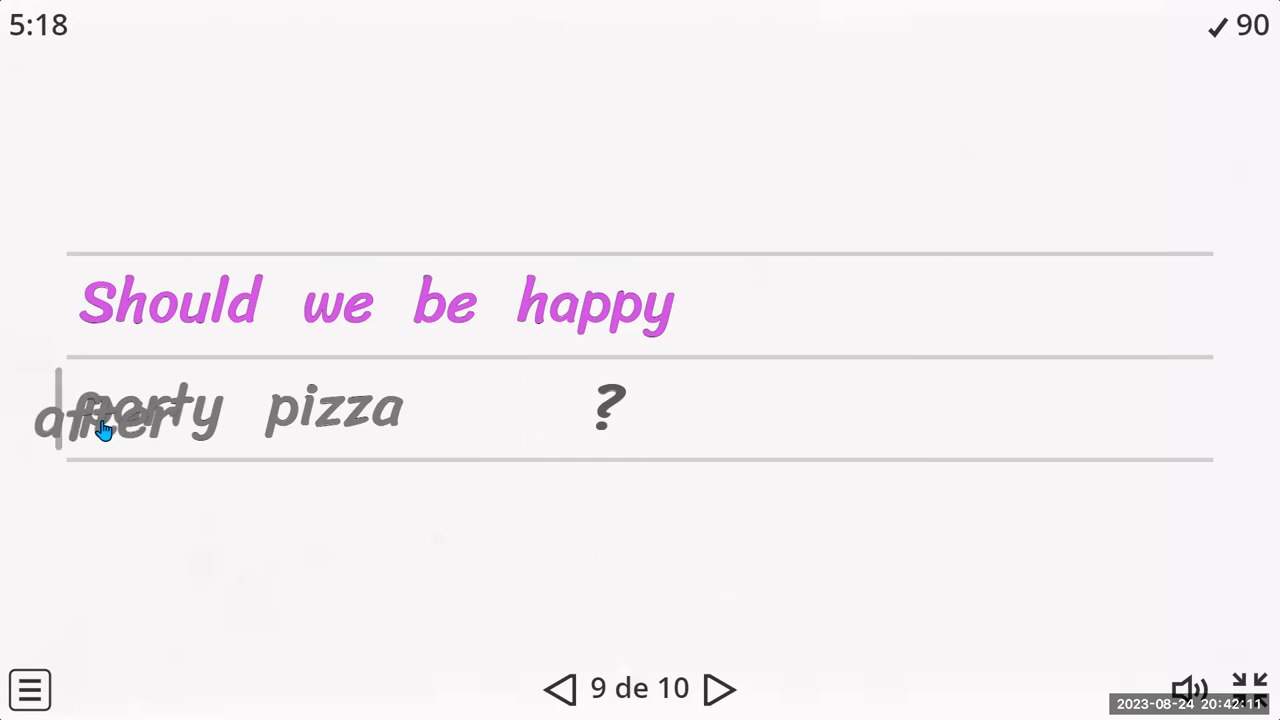 5:18
90
Should we be happy
after party pizza ?
9 de 10
2023-08-24 20:42:11